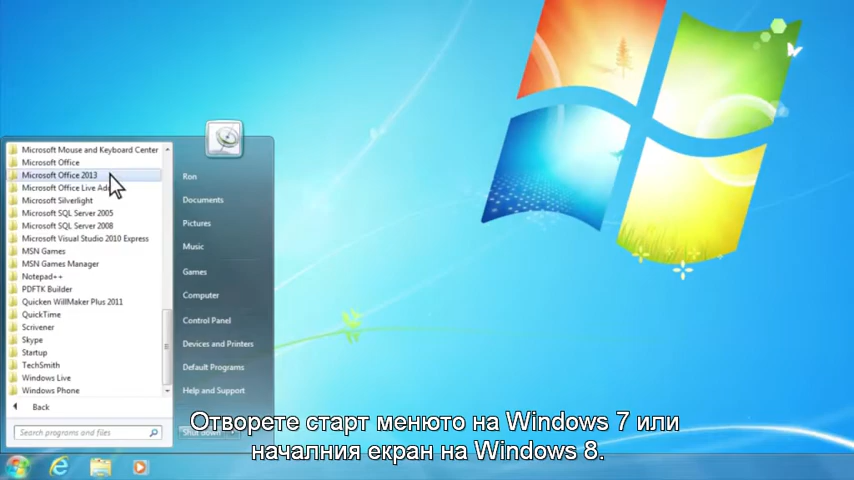 Microsoft Mouse and Keyboard Center
Microsoft Office
Microsoft Office 2013
Microsoft Office Live Add
Microsoft Silverlight
Microsoft SQL Server 2005
Microsoft SQL Server 2008
Microsoft Visual Studio 2010 Express
MSN Games
MSN Games Manager
Notepad++
PDFTK Builder
Quicken WillMaker Plus 2011
QuickTime
Scrivener
Skype
Startup
TechSmith
Windows Live
Windows Phone
Back
Search programs and files
Ron
Documents
Pictures
Music
Games
Computer
Control Panel
Devices and Printers
Default Programs
Help and Support
Shut down
Отворете старт менюто на Windows 7 или
началния екран на Windows 8.